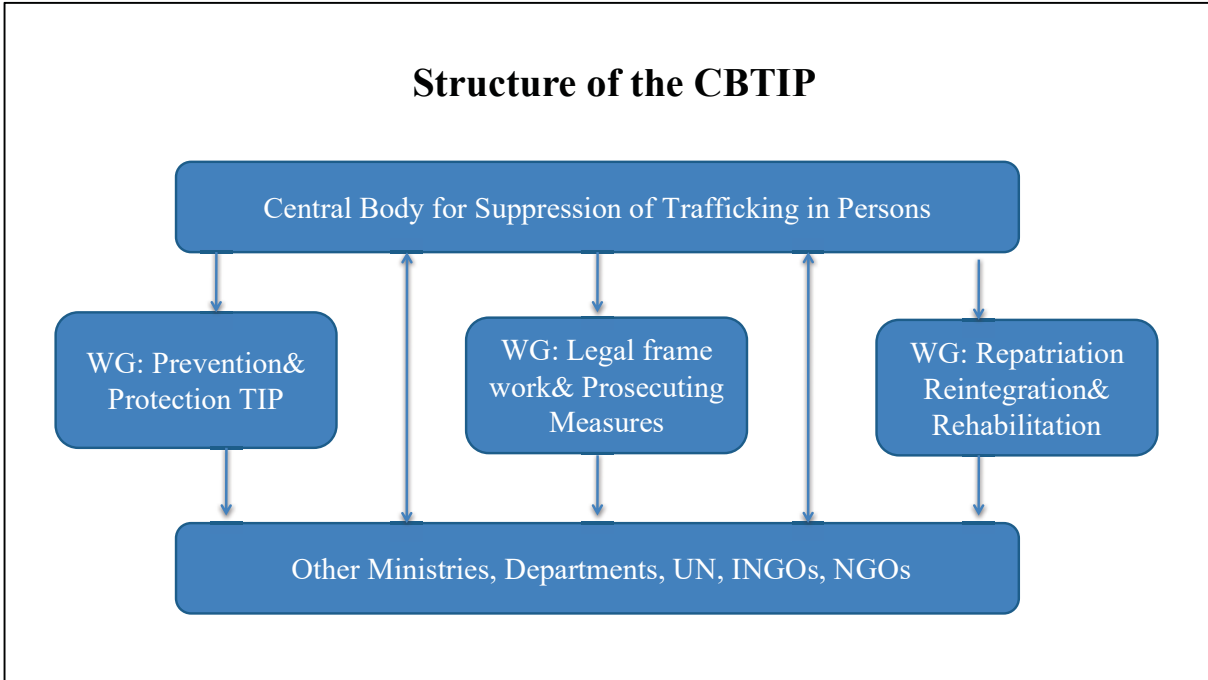 Structure of the CBTIP
Central Body for Suppression of Trafficking in Persons
WG: Prevention&
Protection TIP
WG: Legal frame
work& Prosecuting
Measures
WG: Repatriation
Reintegration&
Rehabilitation
Other Ministries, Departments, UN, INGOs, NGOs